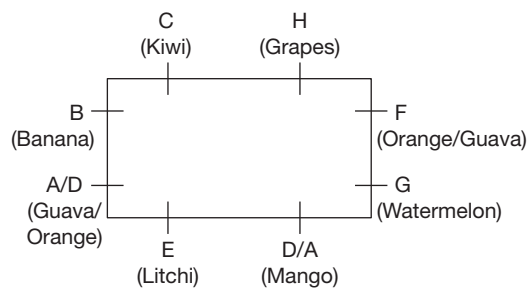 C
(Kiwi)
H
(Grapes)
B
(Banana)
F
(Orange/Guava)
A/D
(Guava/
Orange)
G
(Watermelon)
E
(Litchi)
D/A
(Mango)